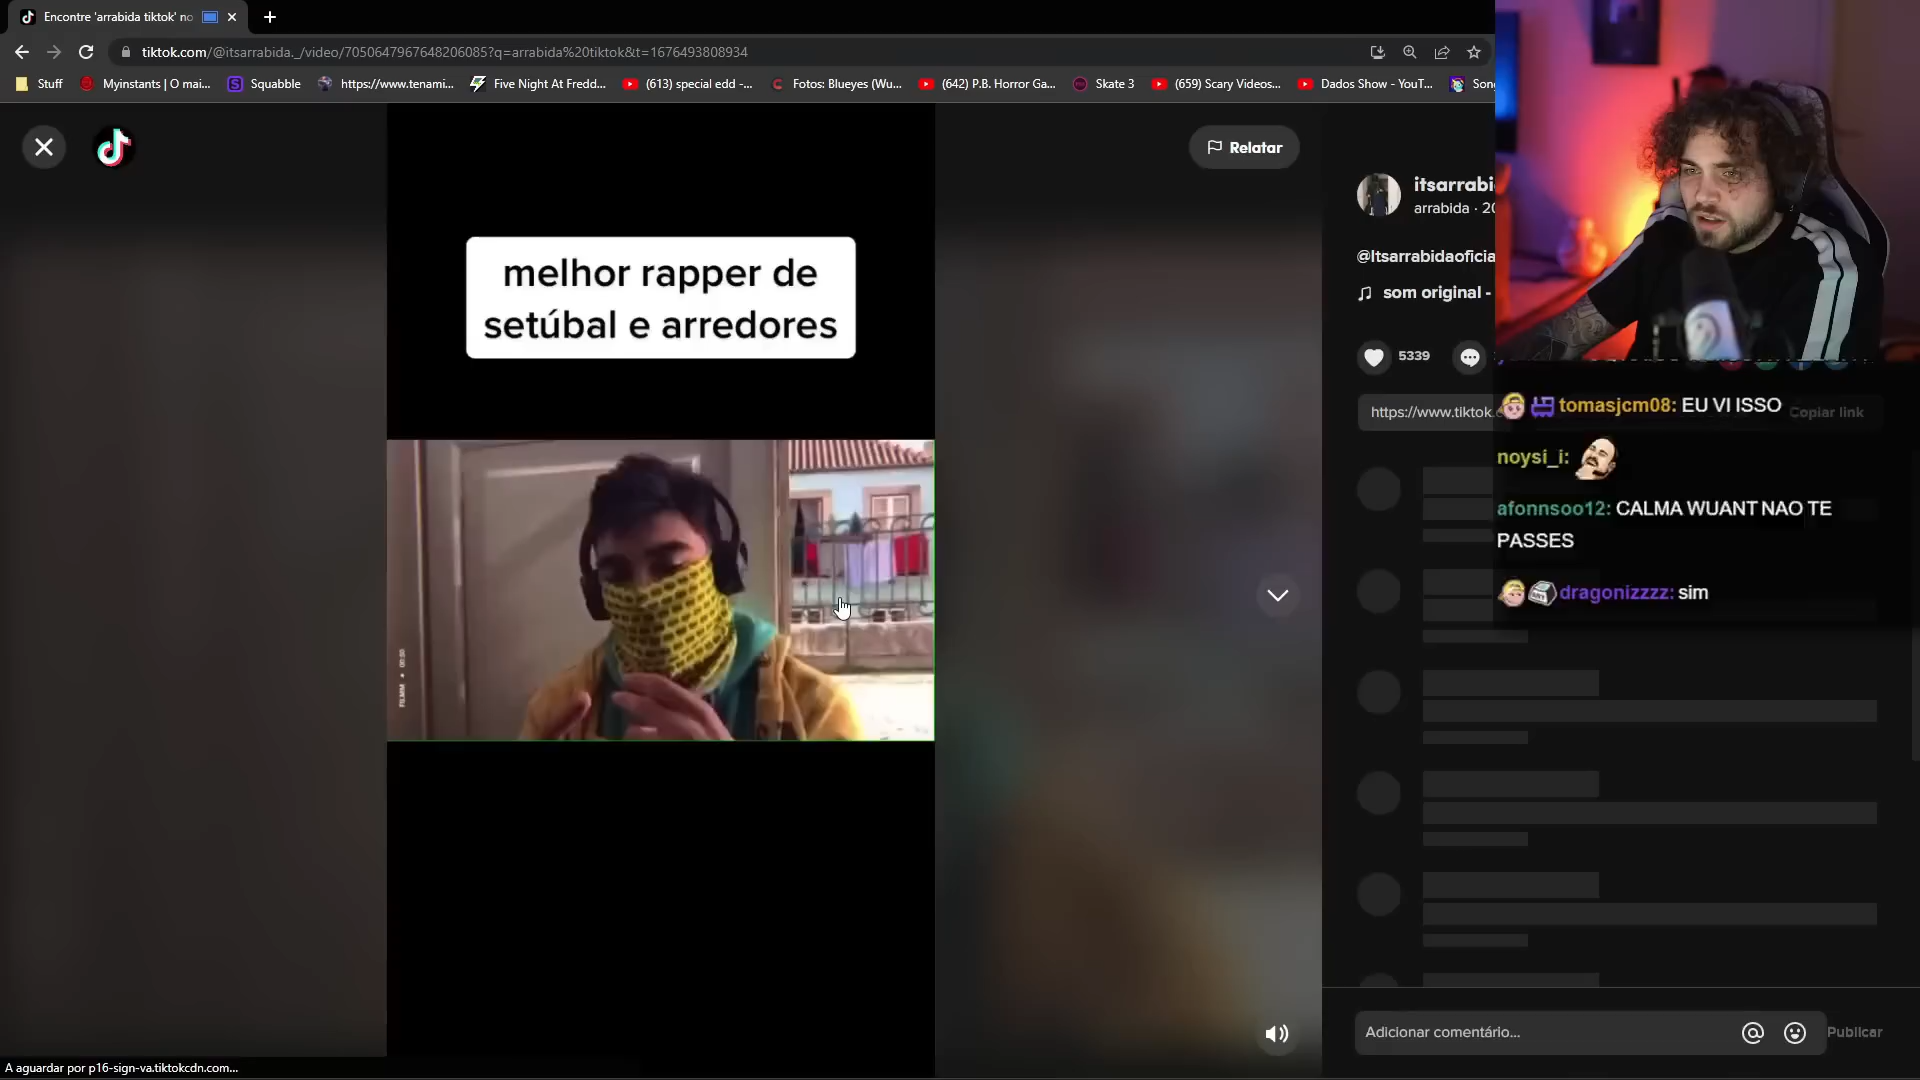 Encontre 'arrabida tiktok' no
tiktok.com/@itsarrabida._/video/7050647967648206085?q=arrabida%20tiktok&t=1676493808934
Stuff
Myinstants | O mai...
Squabble
https://www.tenami...
Five Night At Fredd...
(613) special edd -...
Fotos: Blueyes (Wu...
(642) P.B. Horror Ga...
Skate 3
(659) Scary Videos...
Dados Show - YouT...
Song
Relatar
melhor rapper de
setúbal e arredores
itsarrabi
arrabida · 20
@Itsarrabidaoficia
som original -
5339
https://www.tiktok.c
Copiar link
tomasjcm08: EU VI ISSO
noysi_i:
afonnsoo12: CALMA WUANT NAO TE
PASSES
dragonizzzz: sim
Adicionar comentário...
Publicar
A aguardar por p16-sign-va.tiktokcdn.com...